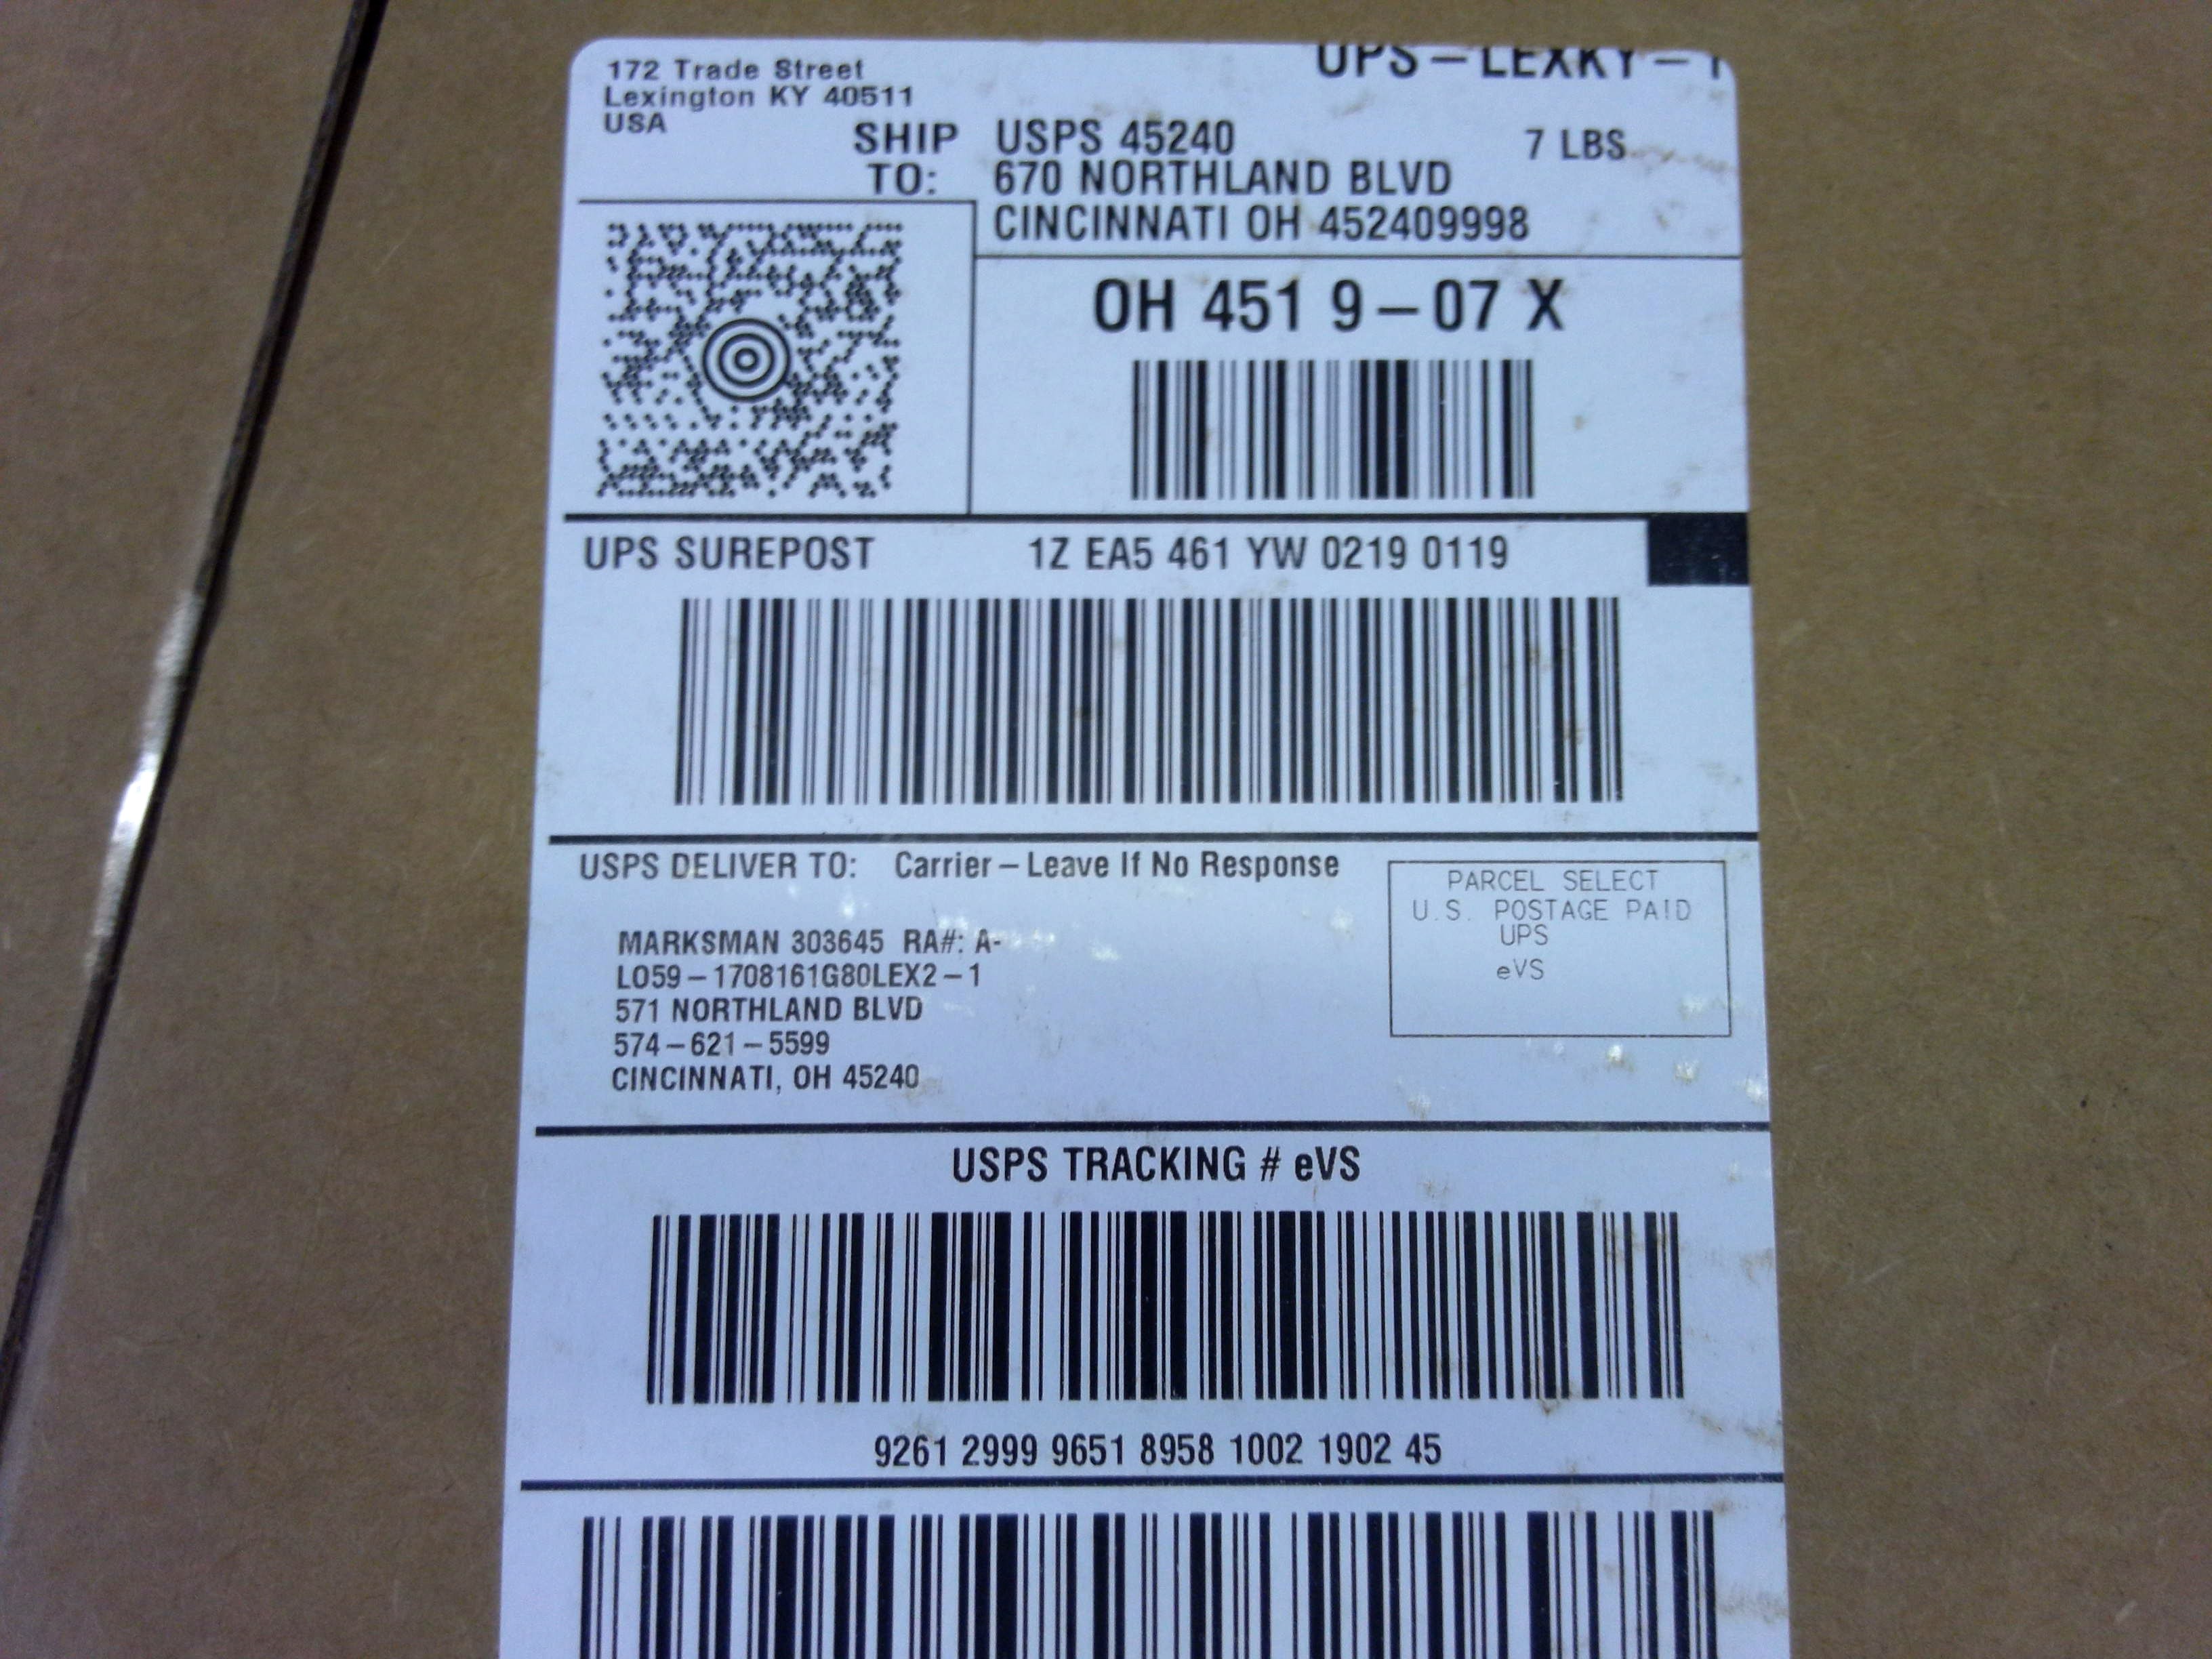 172 Trade Street
Lexington KY 40511
USA
UPS – LEXKY –
SHIP TO:
USPS 45240
670 NORTHLAND BLVD
CINCINNATI OH 452409998
7 LBS
OH 451 9 – 07 X
UPS SUREPOST 1Z EA5 461 YW 0219 0119
USPS DELIVER TO: Carrier – Leave If No Response
MARKSMAN 303645 RA#: A-
LO59 – 1708161G80LEX2 – 1
571 NORTHLAND BLVD
574 – 621 – 5599
CINCINNATI, OH 45240
PARCEL SELECT
U.S. POSTAGE PAID
UPS
eVS
USPS TRACKING # eVS
9261 2999 9651 8958 1002 1902 45